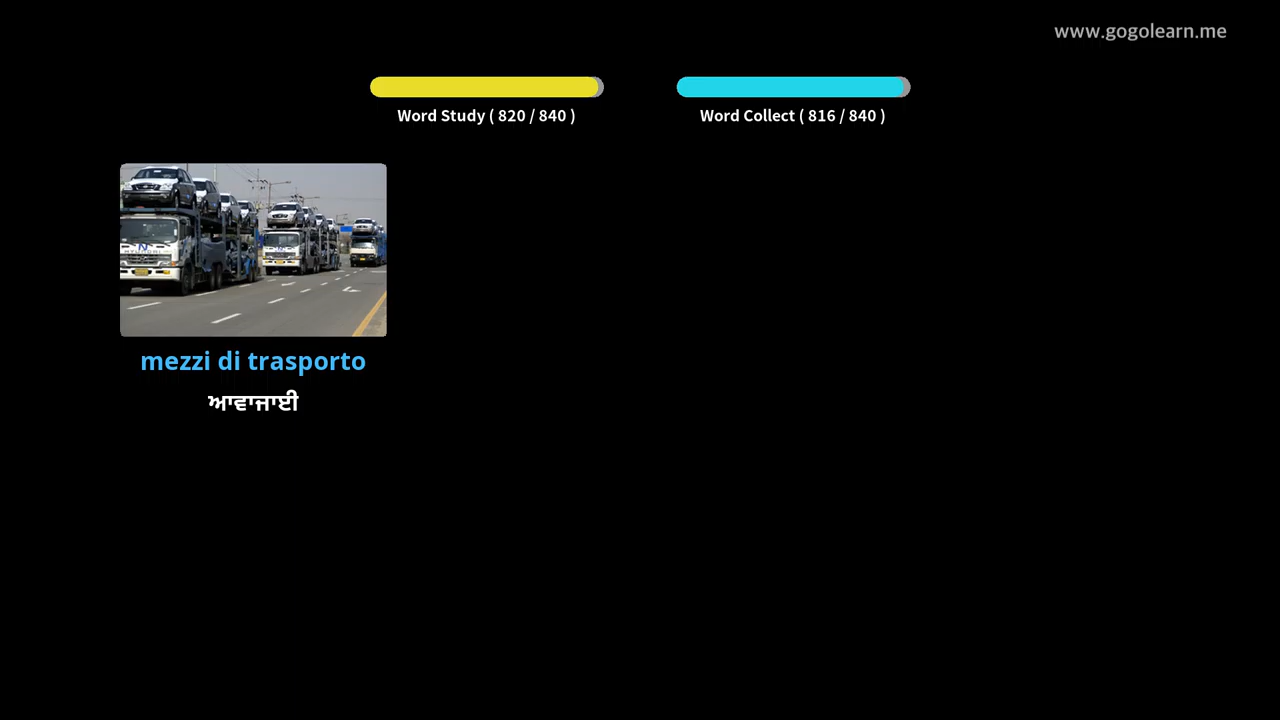 www.gogolearn.me
Word Study ( 820 / 840 )
Word Collect ( 816 / 840 )
mezzi di trasporto
ਆਵਾਜਾਈ